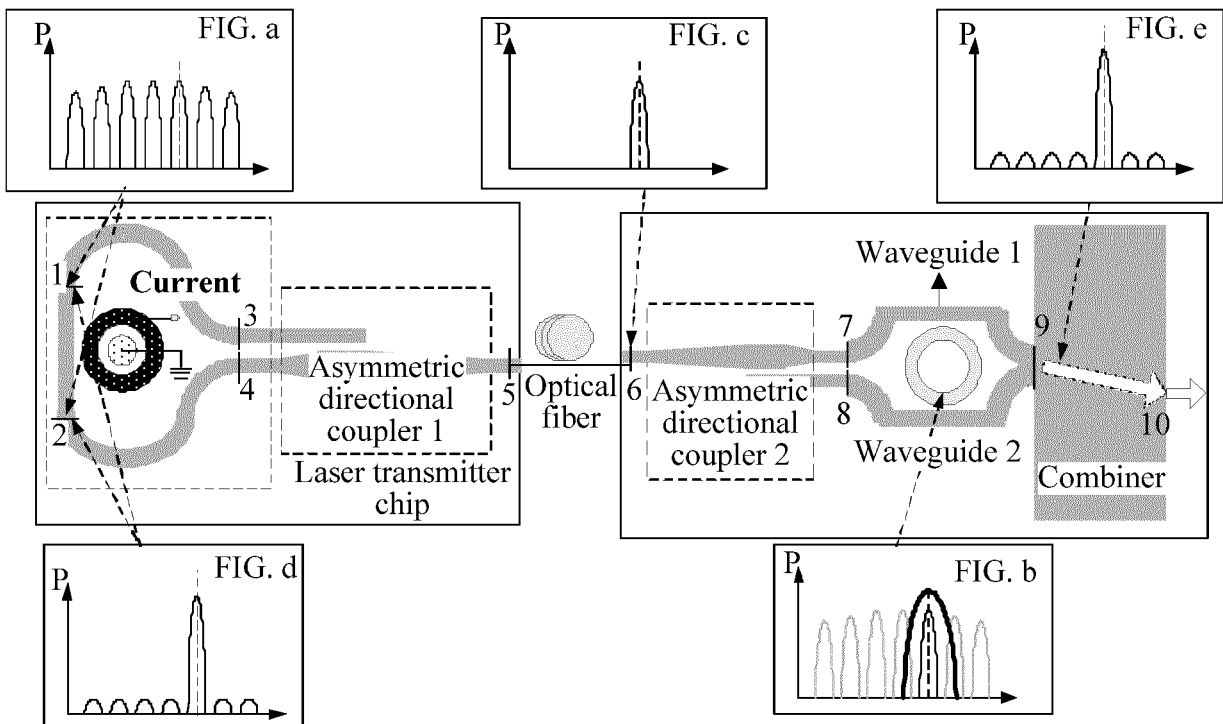 P
FIG. a
P
FIG. c
P
FIG. e
1
2
Current
3
4
Asymmetric
directional
coupler 1
Laser transmitter
chip
5
Optical
fiber
6
Asymmetric
directional
coupler 2
7
8
Waveguide 1
Waveguide 2
9
10
Combiner
P
FIG. d
P
FIG. b